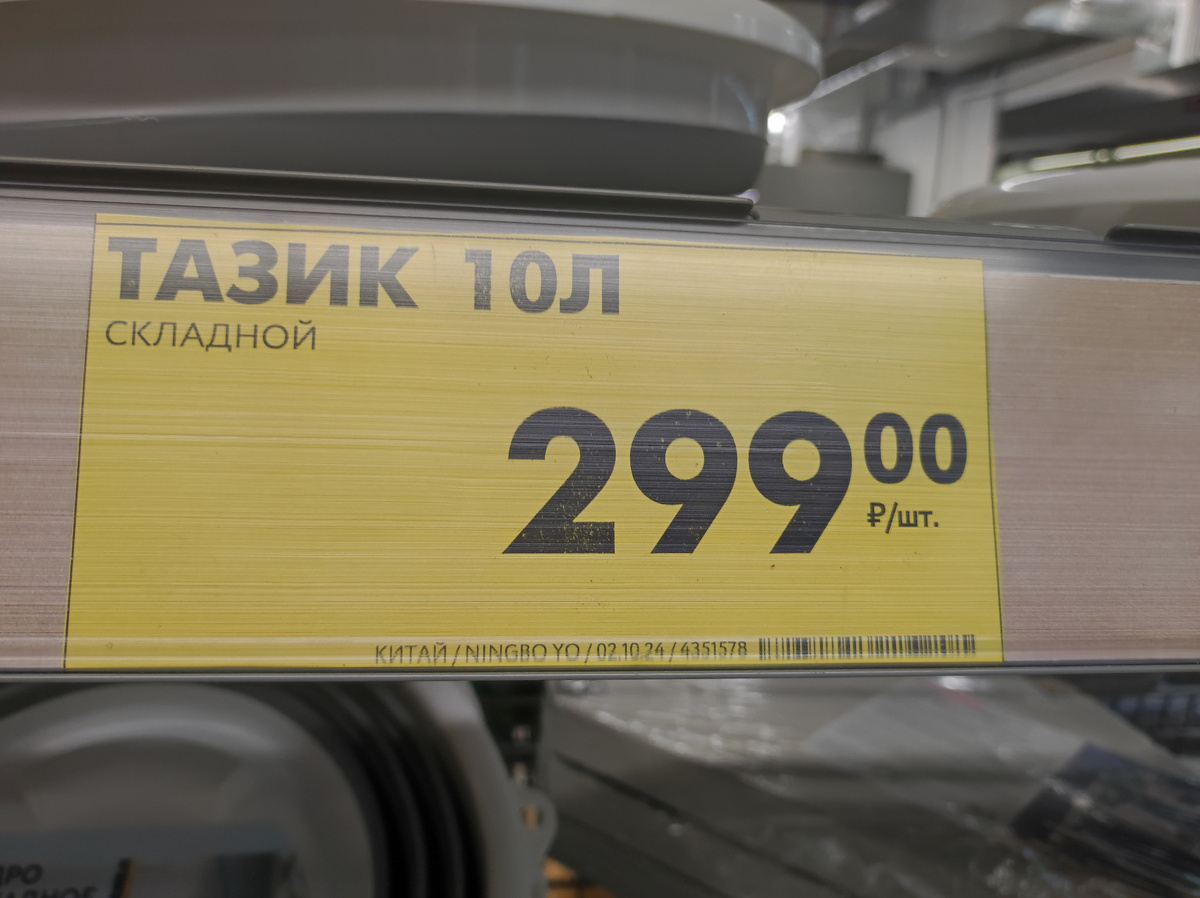 ТАЗИК 10Л
СКЛАДНОЙ
299 00
₽/шт.
КИТАЙ / NINGBO YO / 02.10.24 / 4351578